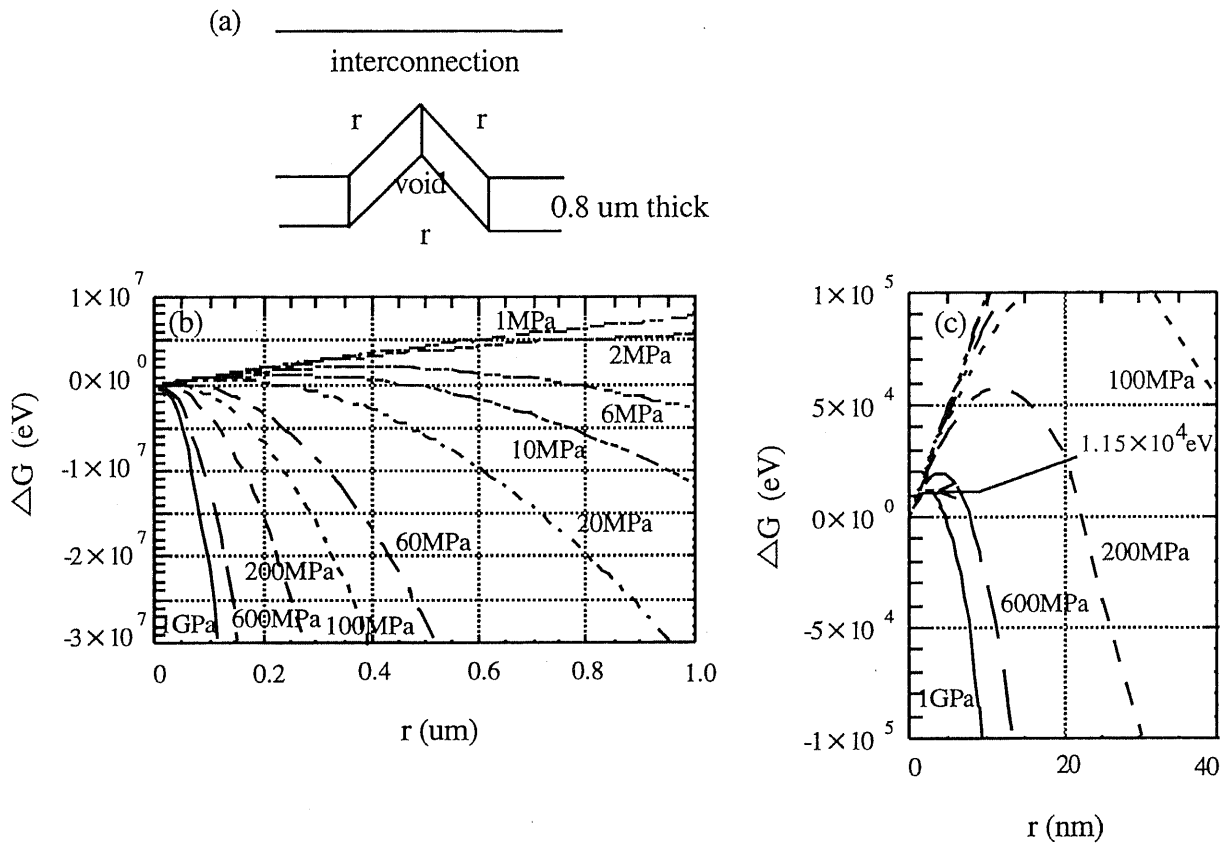 (a)
interconnection
r r
void
0.8 um thick
r
(b)
△G (eV)
1×10 7
0×10 0
-1×10 7
-2×10 7
-3×10 7
1MPa
2MPa
6MPa
10MPa
20MPa
60MPa
200MPa
600MPa
100MPa
1GPa
0 0.2 0.4 0.6 0.8 1.0
r (um)
(c)
△G (eV)
1×10 5
5×10 4
0×10 0
-5×10 4
-1×10 5
100MPa
1.15×10 4 eV
200MPa
600MPa
1GPa
0 20 40
r (nm)